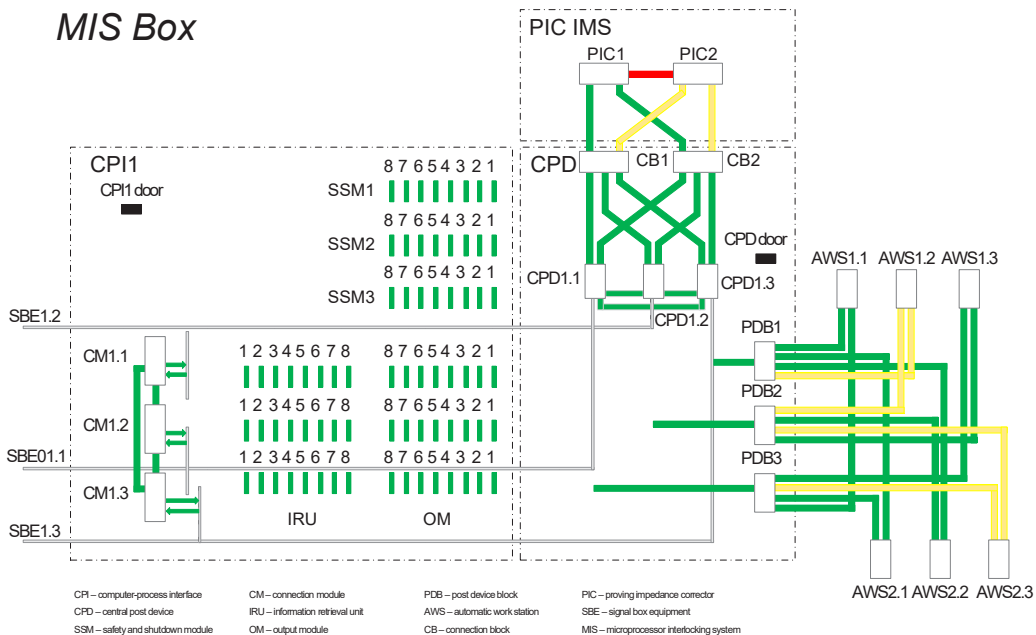 MIS Box
PIC IMS
PIC1 PIC2
CPI1
CPI1 door
8 7 6 5 4 3 2 1
SSM1
8 7 6 5 4 3 2 1
SSM2
8 7 6 5 4 3 2 1
SSM3
CPD
CB1 CB2
CPD door
CPD1.1 CPD1.3
CPD1.2
AWS1.1 AWS1.2 AWS1.3
SBE1.2
PDB1
CM1.1
1 2 3 4 5 6 7 8 8 7 6 5 4 3 2 1
PDB2
CM1.2
1 2 3 4 5 6 7 8 8 7 6 5 4 3 2 1
SBE01.1
PDB3
CM1.3
1 2 3 4 5 6 7 8 8 7 6 5 4 3 2 1
IRU OM
SBE1.3
AWS2.1 AWS2.2 AWS2.3
CPI – computer-process interface CM – connection module PDB – post device block PIC – proving impedance corrector
CPD – central post device IRU – information retrieval unit AWS – automatic work station SBE – signal box equipment
SSM – safety and shutdown module OM – output module CB – connection block MIS – microprocessor interlocking system